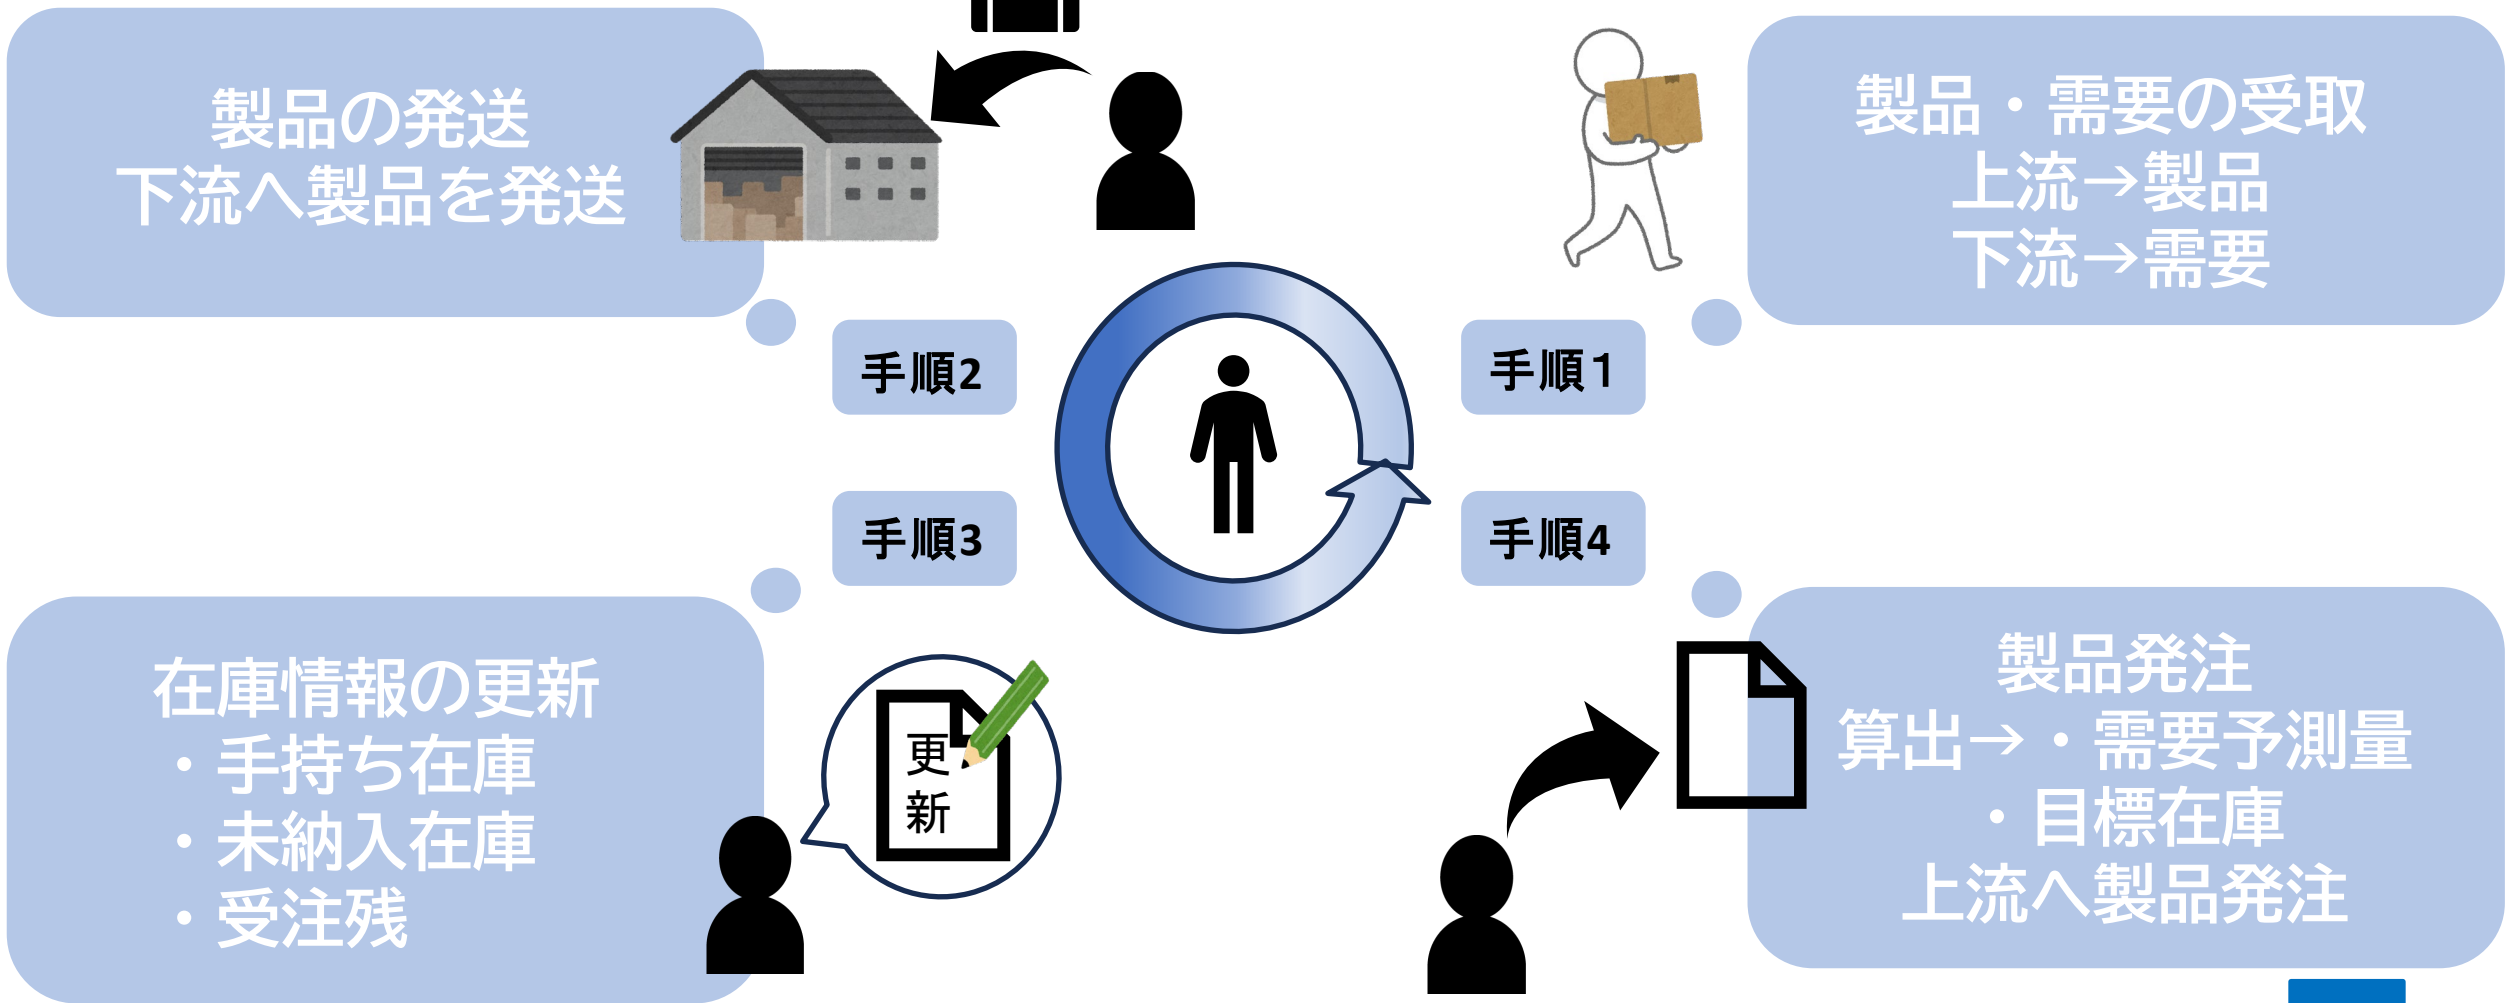 製品の発送
下流へ製品を発送
製品・需要の受取
上流→製品
下流→需要
手順2
手順1
手順3
手順4
在庫情報の更新
・手持ち在庫
・未納入在庫
・受注残
更
新
製品発注
算出→・需要予測量
・目標在庫
上流へ製品発注